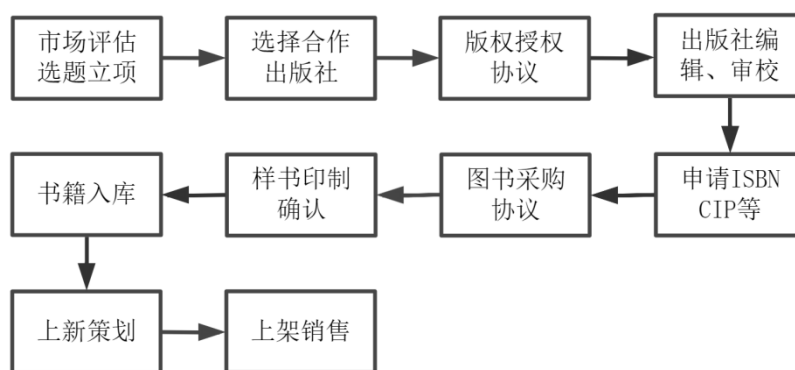 市场评估
选题立项
选择合作
出版社
版权授权
协议
出版社编
辑、审校
申请ISBN
CIP等
图书采购
协议
样书印制
确认
书籍入库
上新策划
上架销售